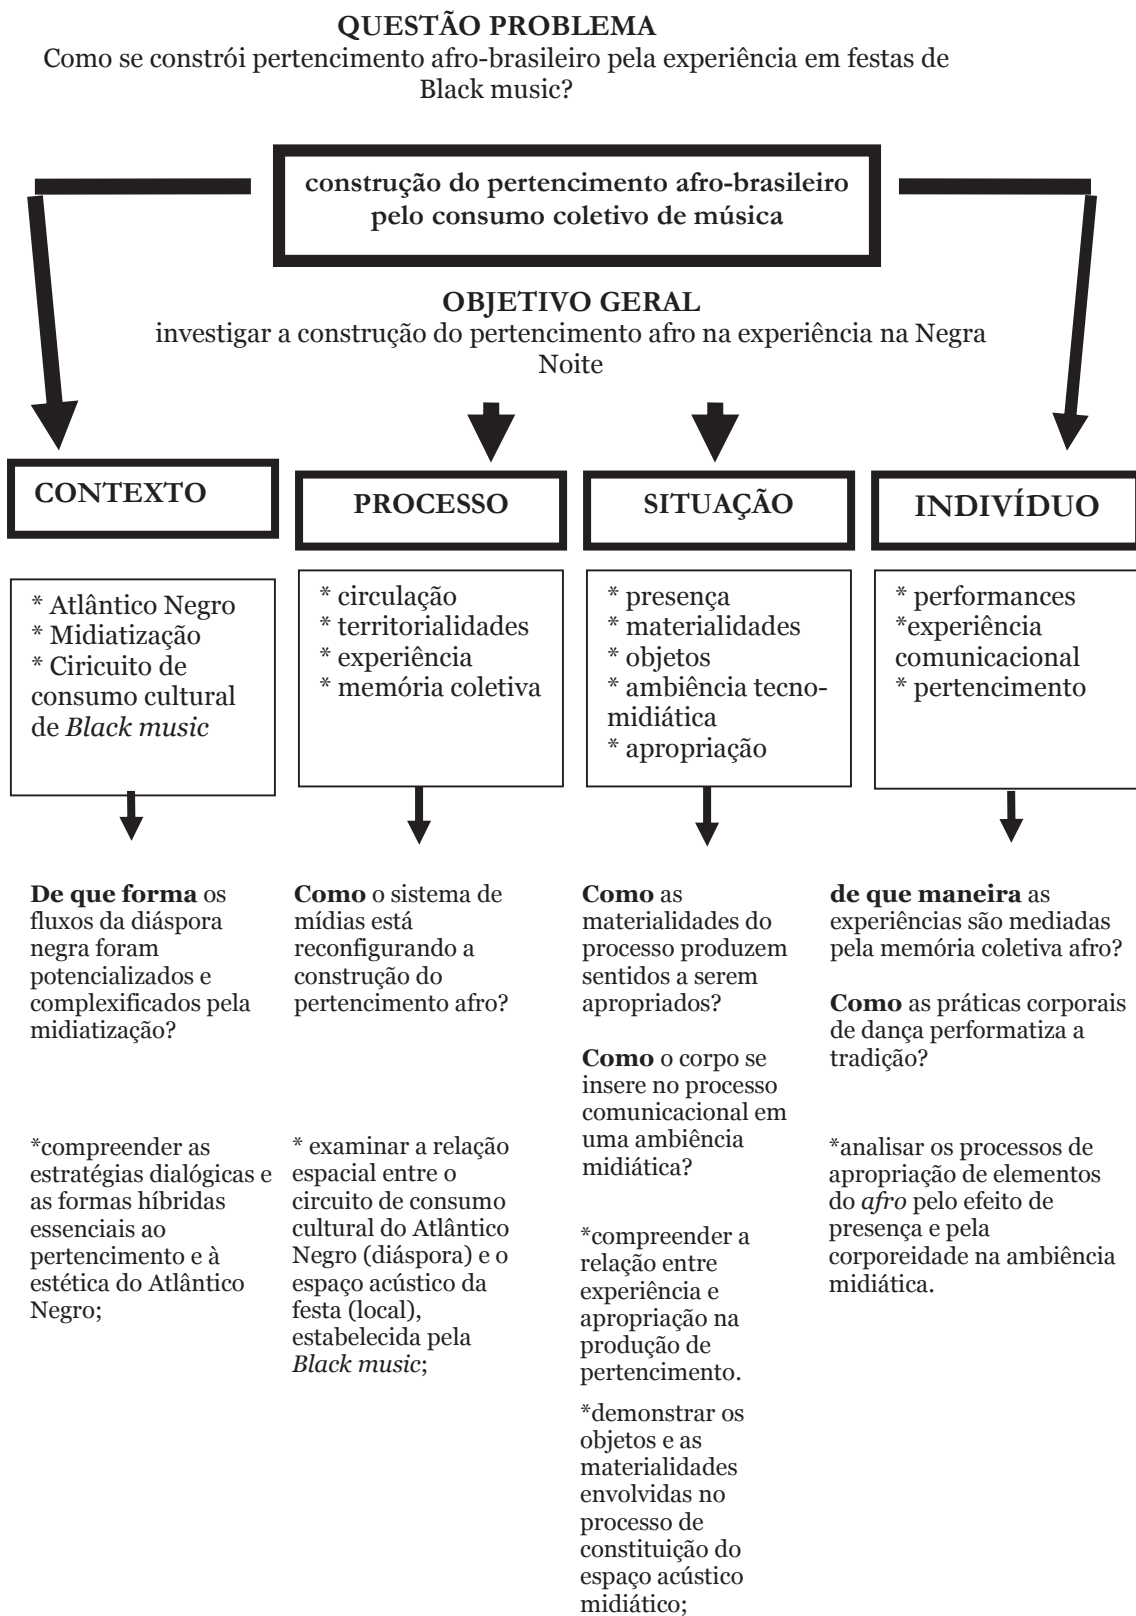 QUESTÃO PROBLEMA
Como se constrói pertencimento afro-brasileiro pela experiência em festas de
Black music?
construção do pertencimento afro-brasileiro
pelo consumo coletivo de música
OBJETIVO GERAL
investigar a construção do pertencimento afro na experiência na Negra
Noite
CONTEXTO
* Atlântico Negro
* Midiatização
* Ciricuito de
consumo cultural
de Black music
De que forma os
fluxos da diáspora
negra foram
potencializados e
complexificados pela
midiatização?
*compreender as
estratégias dialógicas e
as formas híbridas
essenciais ao
pertencimento e à
estética do Atlântico
Negro;
PROCESSO
* circulação
* territorialidades
* experiência
* memória coletiva
Como o sistema de
mídias está
reconfigurando a
construção do
pertencimento afro?
* examinar a relação
espacial entre o
circuito de consumo
cultural do Atlântico
Negro (diáspora) e o
espaço acústico da
festa (local),
estabelecida pela
Black music;
SITUAÇÃO
* presença
* materialidades
* objetos
* ambiência tecno-
midiática
* apropriação
Como as
materialidades do
processo produzem
sentidos a serem
apropriados?
Como o corpo se
insere no processo
comunicacional em
uma ambiência
midiática?
*compreender a
relação entre
experiência e
apropriação na
produção de
pertencimento.
*demonstrar os
objetos e as
materialidades
envolvidas no
processo de
constituição do
espaço acústico
midiático;
INDIVÍDUO
* performances
*experiência
comunicacional
* pertencimento
de que maneira as
experiências são mediadas
pela memória coletiva afro?
Como as práticas corporais
de dança performatiza a
tradição?
*analisar os processos de
apropriação de elementos
do afro pelo efeito de
presença e pela
corporeidade na ambiência
midiática.